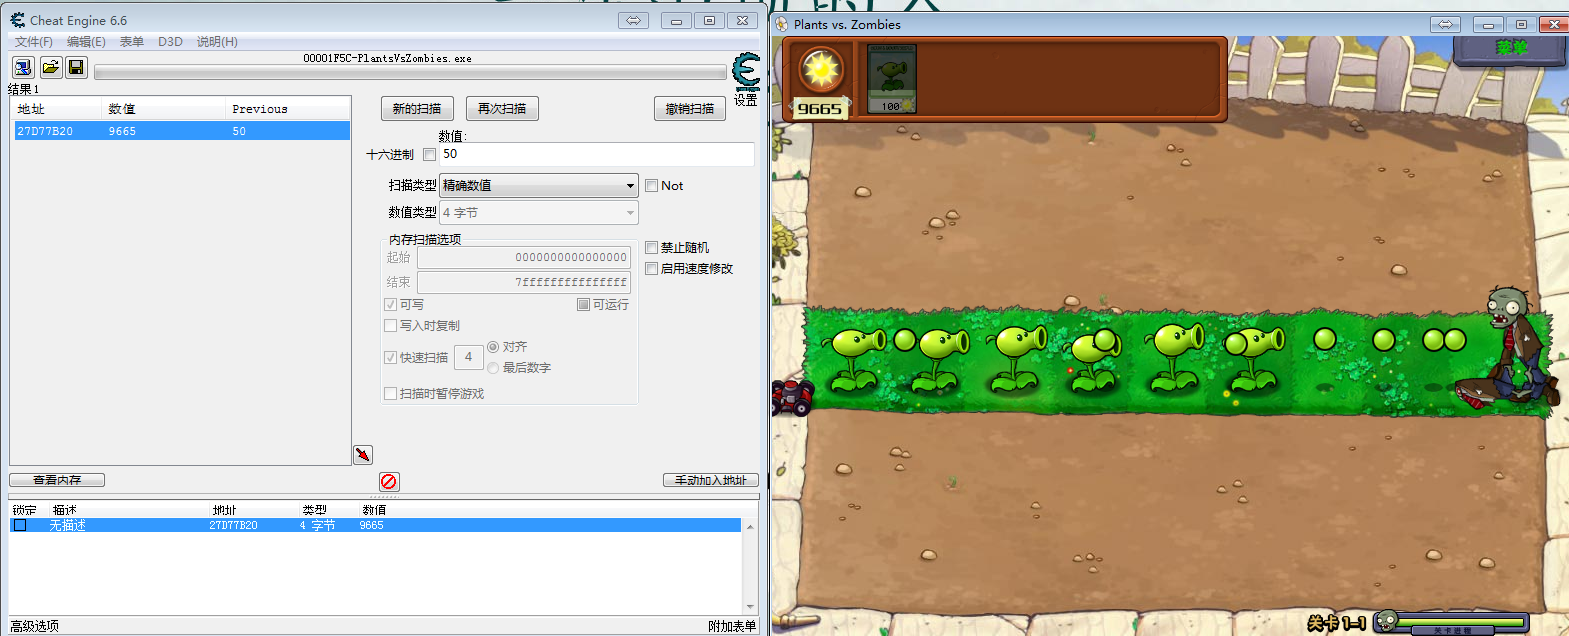 Cheat Engine 6.6
文件(F) 编辑(E) 表单 D3D 说明(H)
00001F5C-PlantsVsZombies.exe
结果 1
设置
地址 数值 Previous
27D77B20 9665 50
新的扫描 再次扫描 撤销扫描
数值:
十六进制 50
扫描类型 精确数值 Not
数值类型 4 字节
内存扫描选项
起始 0000000000000000
结束 7fffffffffffffff
可写 可运行
写入时复制
快速扫描 4 对齐
最后数字
扫描时暂停游戏
禁止随机
启用速度修改
查看内存 手动加入地址
锁定 描述 地址 类型 数值
无描述 27D77B20 4 字节 9665
高级选项 附加表单
Plants vs. Zombies
菜单
9665
100
关卡 1-1
关卡进程